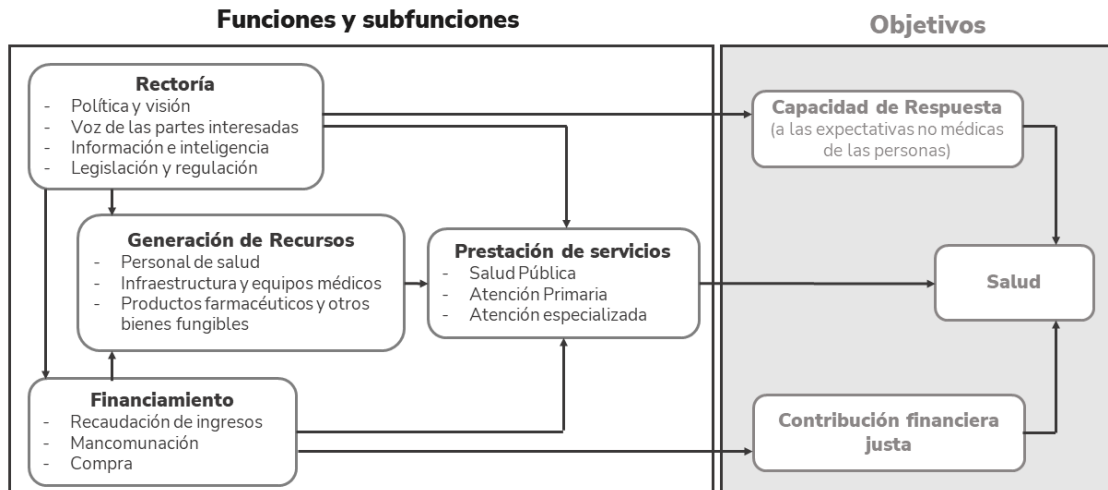 Funciones y subfunciones
Objetivos
Rectoría
- Política y visión
- Voz de las partes interesadas
- Información e inteligencia
- Legislación y regulación
Capacidad de Respuesta
(a las expectativas no médicas
de las personas)
Generación de Recursos
- Personal de salud
- Infraestructura y equipos médicos
- Productos farmacéuticos y otros
bienes fungibles
Prestación de servicios
- Salud Pública
- Atención Primaria
- Atención especializada
Salud
Financiamiento
- Recaudación de ingresos
- Mancomunación
- Compra
Contribución financiera
justa